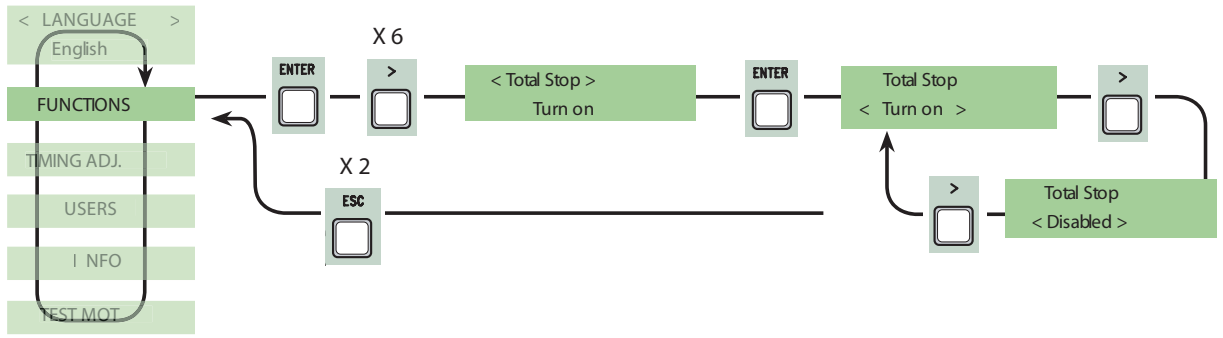 < LANGUAGE >
English
FUNCTIONS
TIMING ADJ.
USERS
I NFO
TEST MOT
ENTER
X 6
>
< Total Stop >
Turn on
ENTER
Total Stop
< Turn on >
>
Total Stop
< Disabled >
>
X 2
ESC